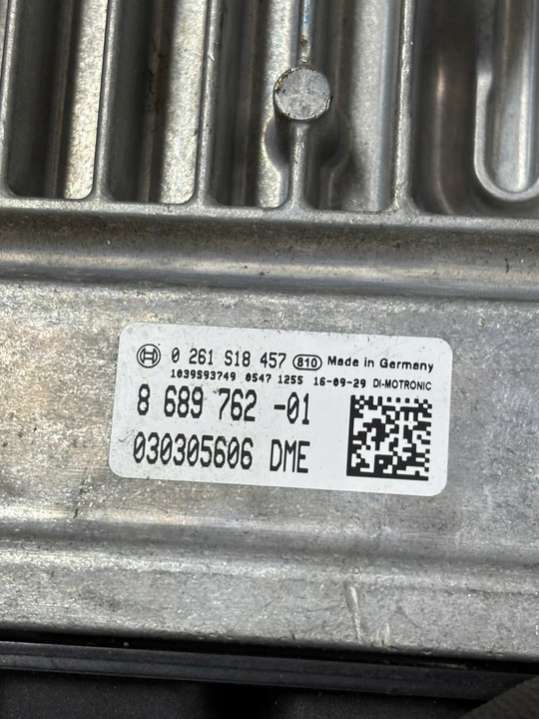 0 261 S18 457 810 Made in Germany
1039S93749 0547 1255 16-09-29 DI-MOTRONIC
8 689 762 -01
030305606 DME